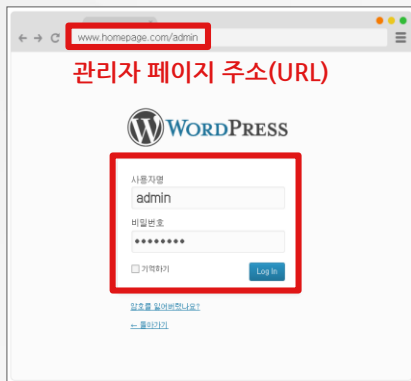 www.homepage.com/admin
관리자 페이지 주소(URL)
WORDPRESS
사용자명
admin
비밀번호
기억하기
Log In
암호를 잃어버렸나요?
← 돌아가기